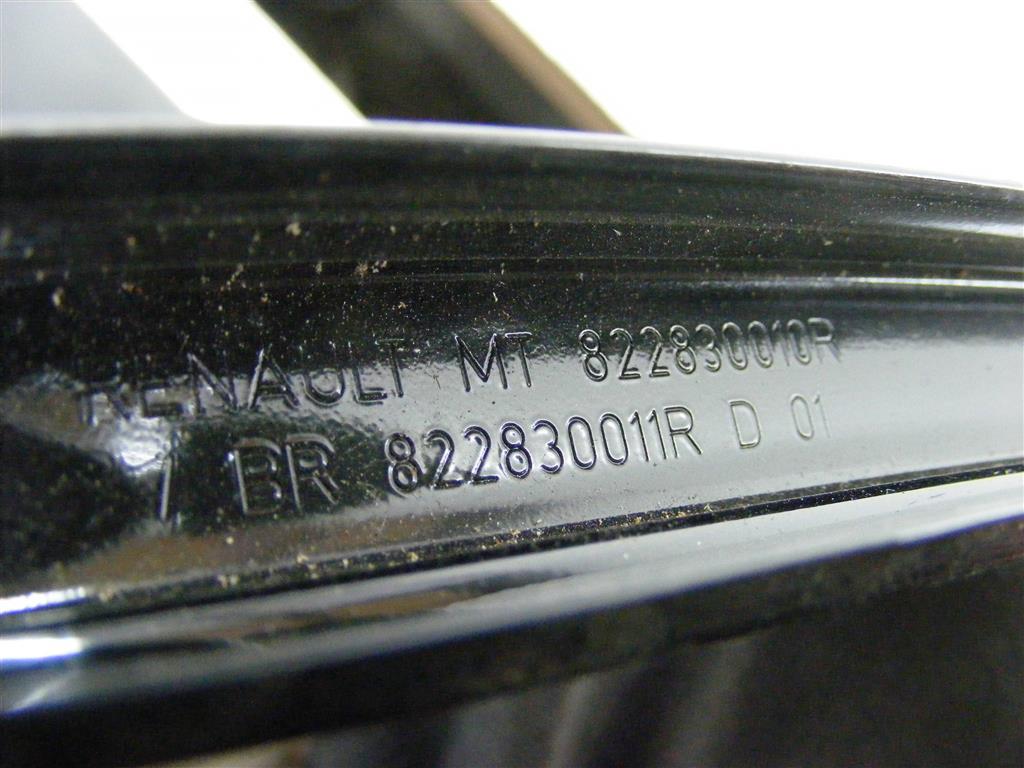 RENAULT MT 822830010R
/ BR 822830011R D 01